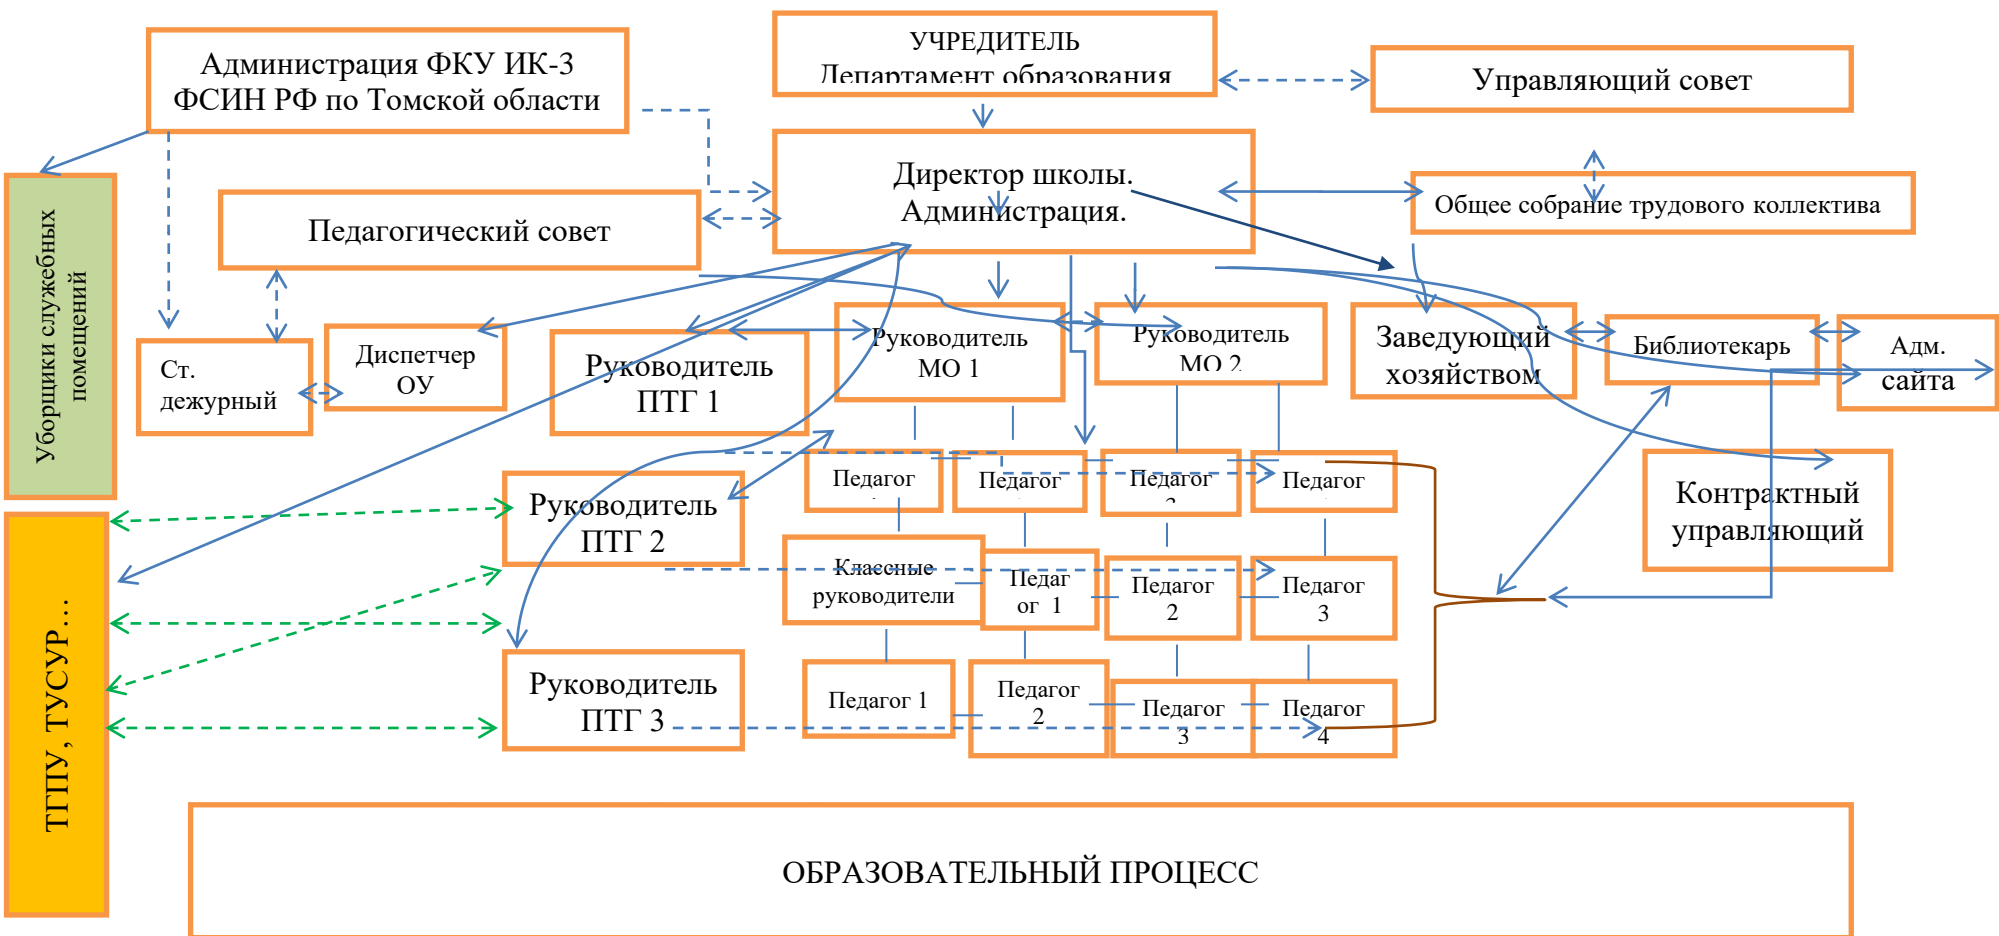 УЧРЕДИТЕЛЬ
Департамент образования
Администрация ФКУ ИК-3
ФСИН РФ по Томской области
Управляющий совет
Директор школы.
Администрация.
Общее собрание трудового коллектива
Педагогический совет
Уборщики служебных
помещений
Ст.
дежурный
Диспетчер
ОУ
Руководитель
ПТГ 1
Руководитель
МО 1
Руководитель
МО 2
Заведующий
хозяйством
Библиотекарь
Адм.
сайта
Педагог
Педагог
Педагог
Педагог
Контрактный
управляющий
Руководитель
ПТГ 2
Классные
руководители
Педаг
ог 1
Педагог
2
Педагог
3
ТГПУ, ТУСУР…
Руководитель
ПТГ 3
Педагог 1
Педагог
2
Педагог
3
Педагог
4
ОБРАЗОВАТЕЛЬНЫЙ ПРОЦЕСС